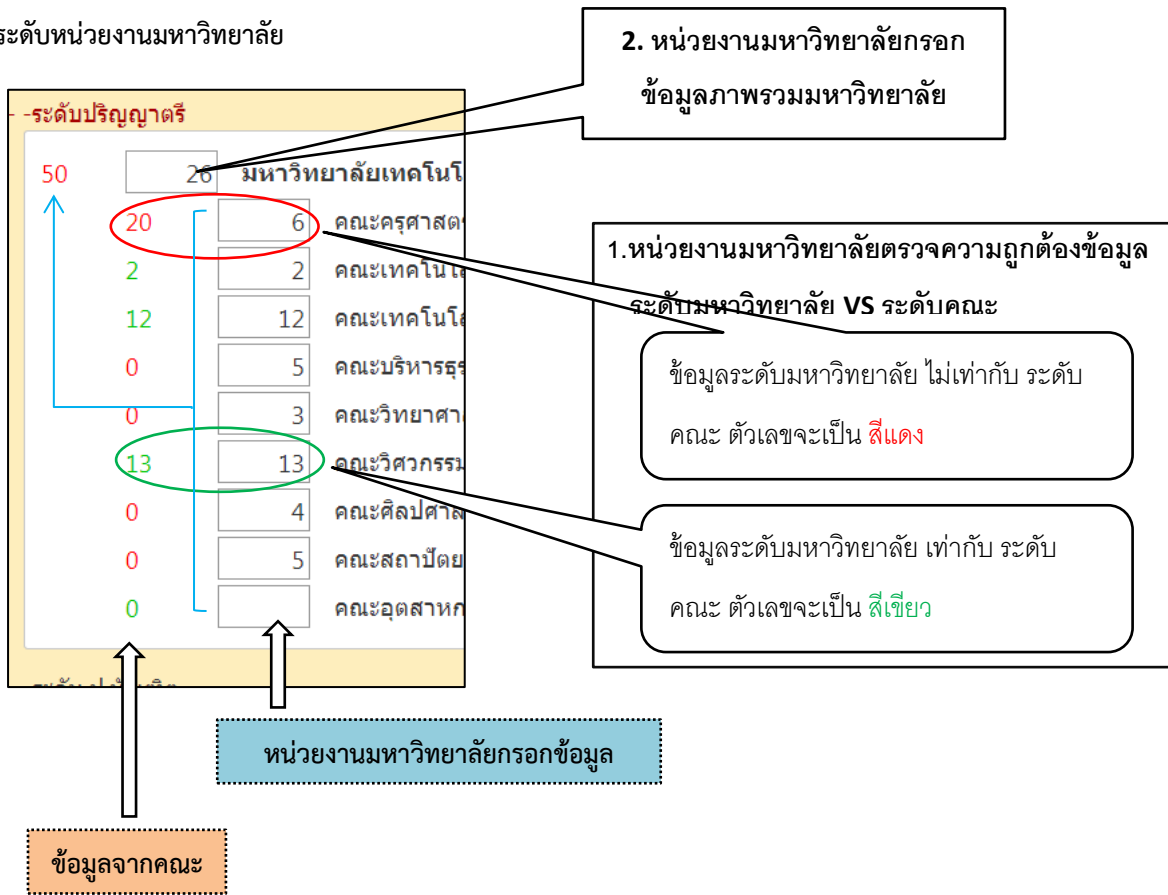 ระดับหน่วยงานมหาวิทยาลัย
2. หน่วยงานมหาวิทยาลัยกรอก
ข้อมูลภาพรวมมหาวิทยาลัย
- -ระดับปริญญาตรี
50 26 มหาวิทยาลัยเทคโนโ
20 6 คณะครุศาสต
2 2 คณะเทคโนโล
12 12 คณะเทคโนโล
0 5 คณะบริหารธุร
0 3 คณะวิทยาศา
13 13 คณะวิศวกรรม
0 4 คณะศิลปศาส
0 5 คณะสถาปัตย
0 คณะอุตสาหก
1.หน่วยงานมหาวิทยาลัยตรวจความถูกต้องข้อมูล
ระดับมหาวิทยาลัย VS ระดับคณะ
ข้อมูลระดับมหาวิทยาลัย ไม่เท่ากับ ระดับ
คณะ ตัวเลขจะเป็น สีแดง
ข้อมูลระดับมหาวิทยาลัย เท่ากับ ระดับ
คณะ ตัวเลขจะเป็น สีเขียว
หน่วยงานมหาวิทยาลัยกรอกข้อมูล
ข้อมูลจากคณะ